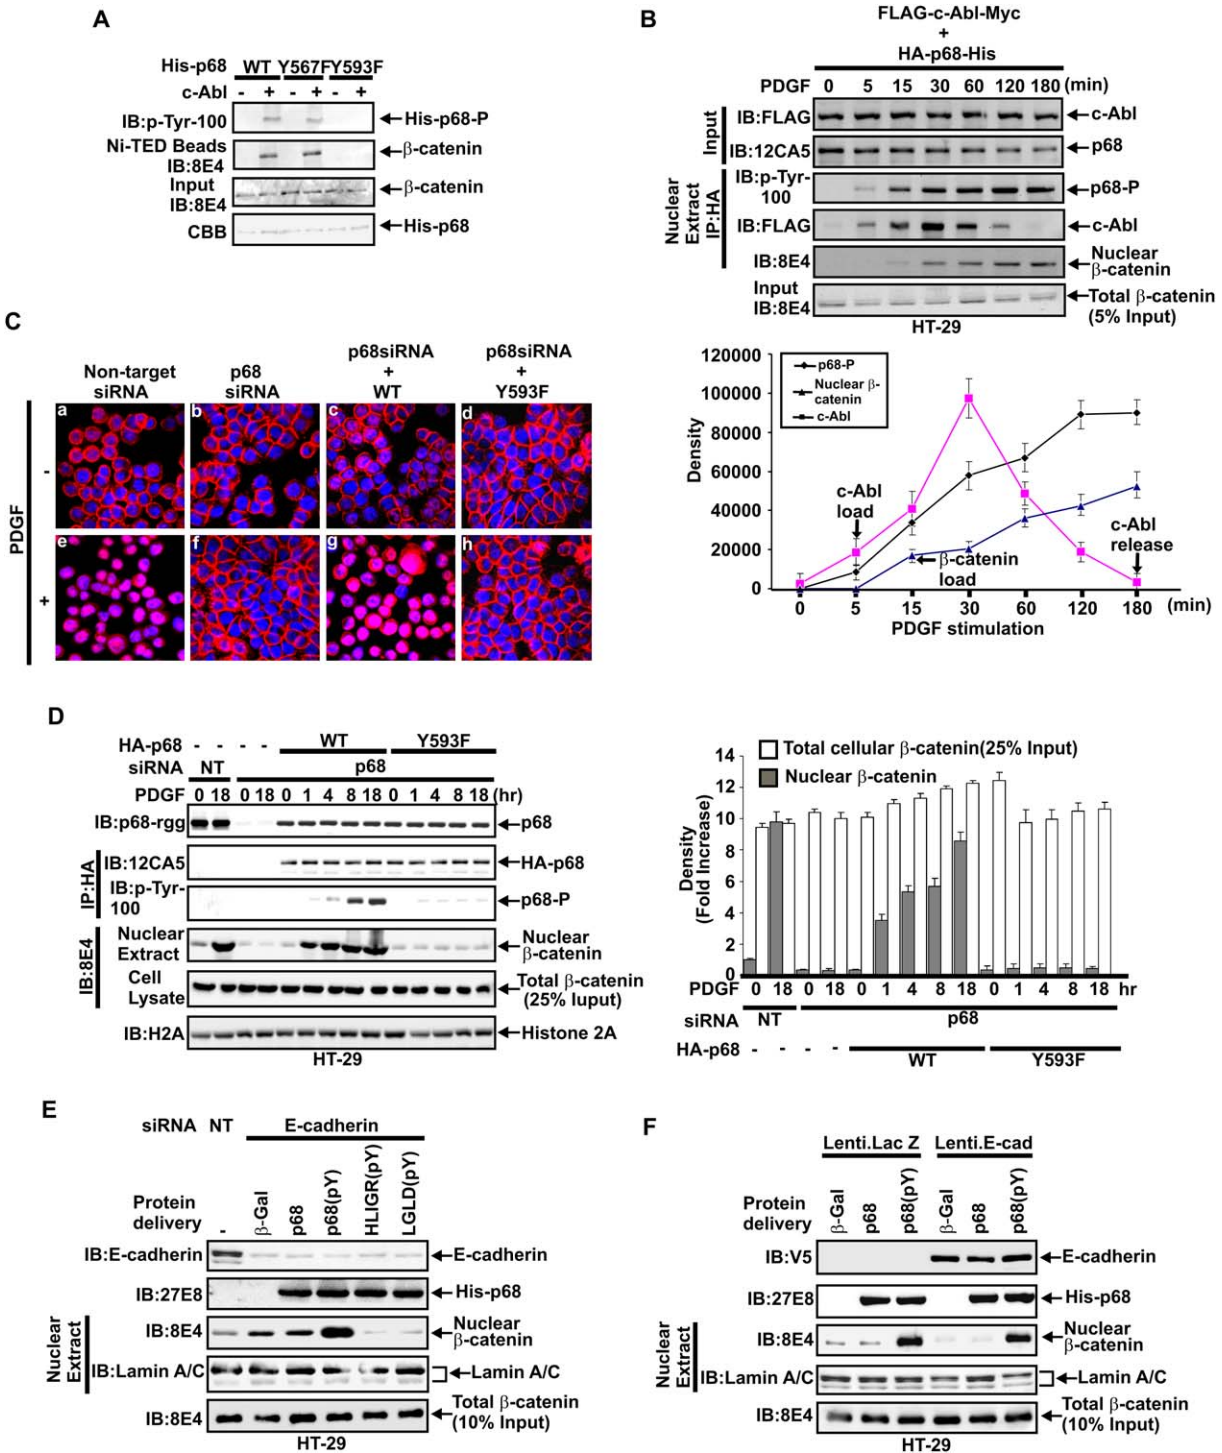 A
His-p68 WT Y567F Y593F
c-Abl - + - + - +
IB:p-Tyr-100 His-p68-P
Ni-TED Beads
IB:8E4 β-catenin
Input
IB:8E4 β-catenin
CBB His-p68
B
FLAG-c-Abl-Myc
+
HA-p68-His
PDGF 0 5 15 30 60 120 180 (min)
Input
IB:FLAG c-Abl
IB:12CA5 p68
Nuclear
Extract
IP:HA
IB:p-Tyr-
100 p68-P
IB:FLAG c-Abl
IB:8E4 Nuclear
β-catenin
Input
IB:8E4 Total β-catenin
(5% Input)
HT-29
120000
100000
80000
60000
40000
20000
0
Density
p68-P
Nuclear β-
catenin
c-Abl
c-Abl
load
β-catenin
load
c-Abl
release
0 5 15 30 60 120 180 (min)
PDGF stimulation
C
Non-target
siRNA
p68
siRNA
p68siRNA
+
WT
p68siRNA
+
Y593F
PDGF
-
+
a b c d
e f g h
D
HA-p68 - - - - WT Y593F
siRNA NT p68
PDGF 0 18 0 18 0 1 4 8 18 0 1 4 8 18 (hr)
IB:p68-rgg p68
IP:HA
IB:12CA5 HA-p68
IB:p-Tyr-
100 p68-P
IB:8E4
Nuclear
Extract
Nuclear
β-catenin
Cell
Lysate
Total β-catenin
(25% Iuput)
IB:H2A Histone 2A
HT-29
Total cellular β-catenin(25% Input)
Nuclear β-catenin
14
12
10
8
6
4
2
0
Density
(Fold Increase)
PDGF 0 18 0 18 0 1 4 8 18 0 1 4 8 18 hr
siRNA NT p68
HA-p68 - - - - WT Y593F
E
siRNA NT E-cadherin
Protein
delivery
- β-Gal p68 p68(pY) HLIGR(pY) LGLD(pY)
IB:E-cadherin E-cadherin
IB:27E8 His-p68
Nuclear
Extract
IB:8E4 Nuclear
β-catenin
IB:Lamin A/C Lamin A/C
IB:8E4 Total β-catenin
(10% Input)
HT-29
F
Lenti.Lac Z Lenti.E-cad
Protein
delivery
β-Gal p68 p68(pY) β-Gal p68 p68(pY)
IB:V5 E-cadherin
IB:27E8 His-p68
Nuclear
Extract
IB:8E4 Nuclear
β-catenin
IB:Lamin A/C Lamin A/C
IB:8E4 Total β-catenin
(10% Input)
HT-29